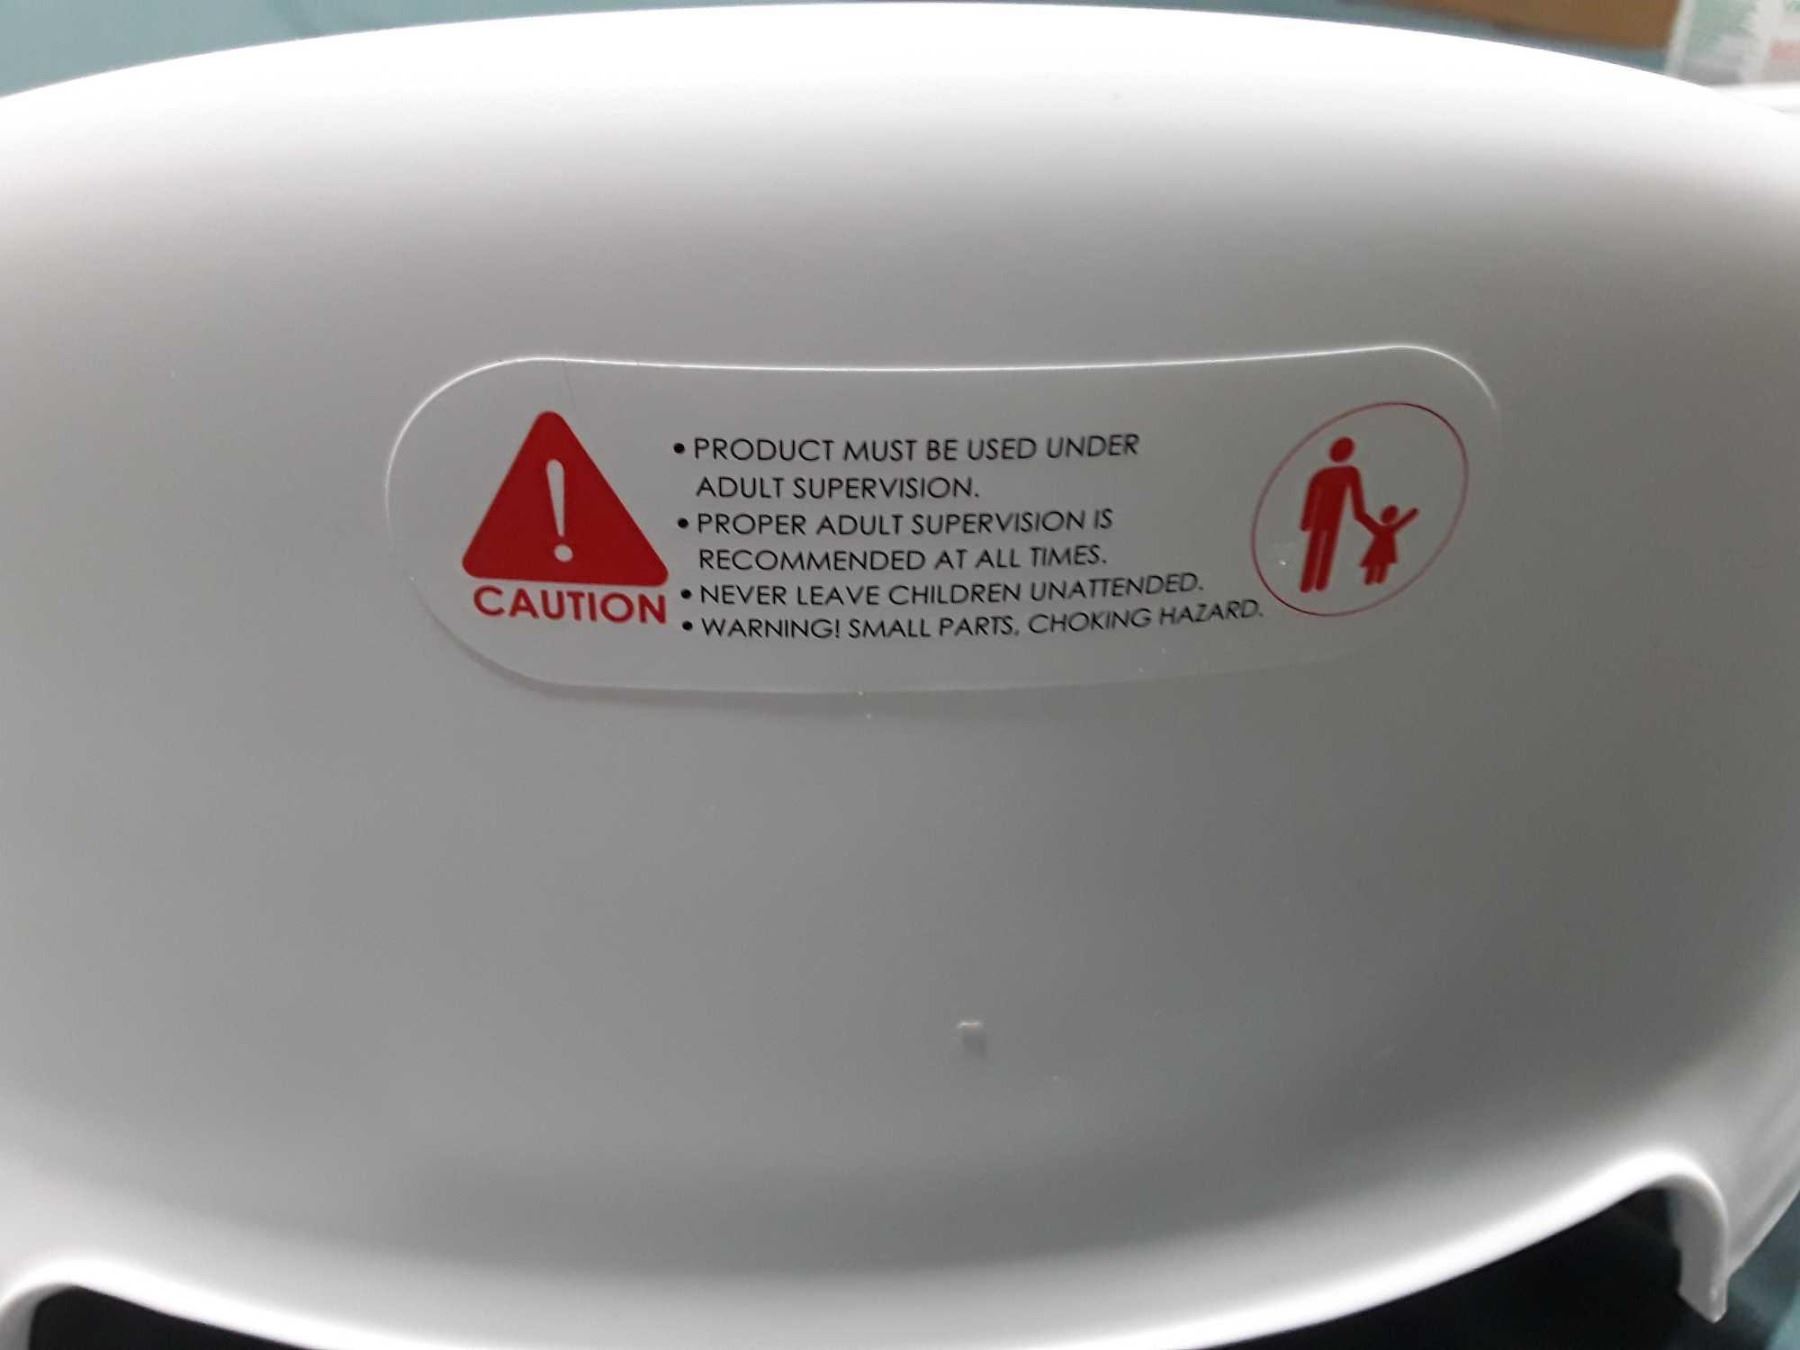 CAUTION
• PRODUCT MUST BE USED UNDER
ADULT SUPERVISION.
• PROPER ADULT SUPERVISION IS
RECOMMENDED AT ALL TIMES.
• NEVER LEAVE CHILDREN UNATTENDED.
• WARNING! SMALL PARTS, CHOKING HAZARD.